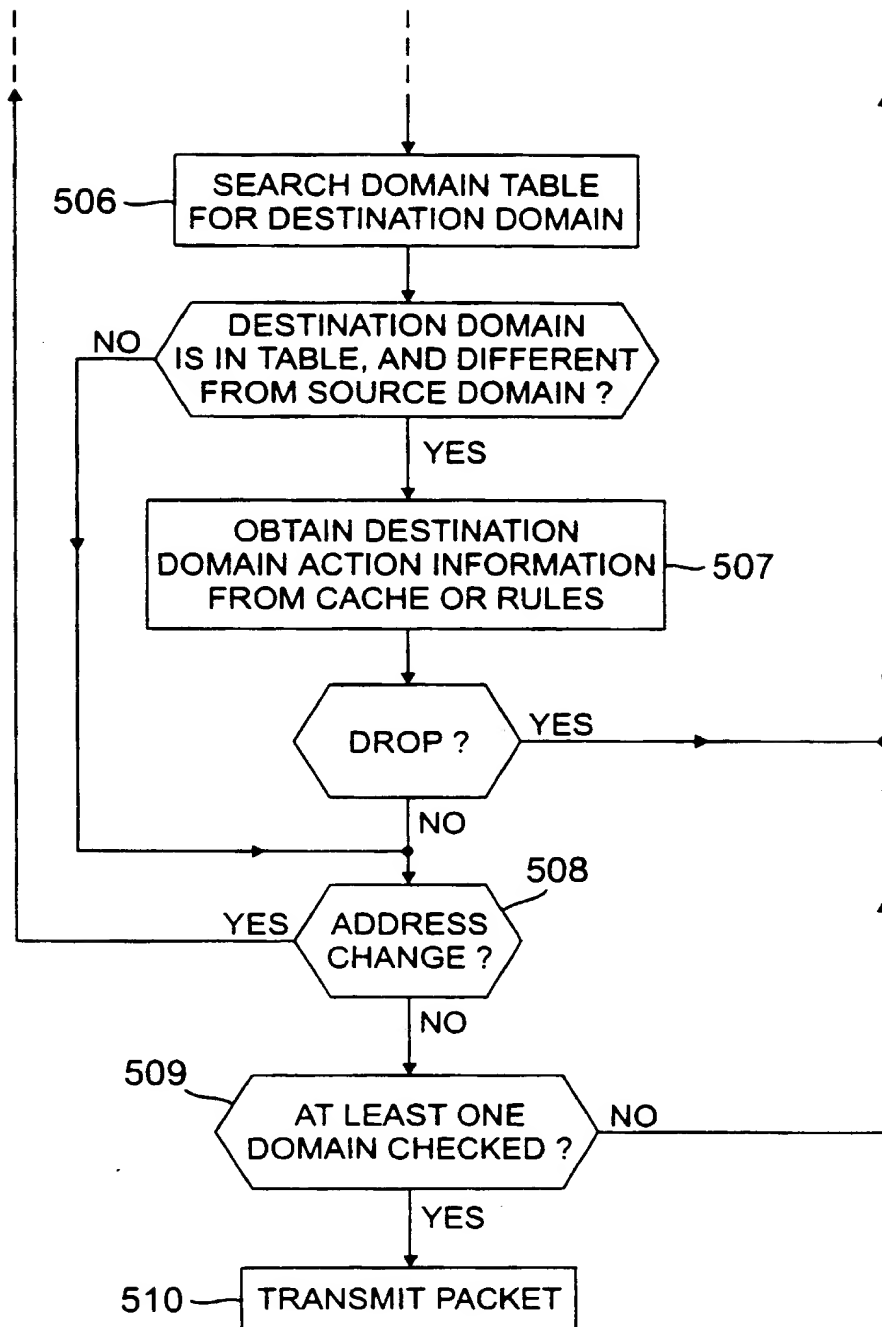 506
SEARCH DOMAIN TABLE
FOR DESTINATION DOMAIN
NO
DESTINATION DOMAIN
IS IN TABLE, AND DIFFERENT
FROM SOURCE DOMAIN ?
YES
OBTAIN DESTINATION
DOMAIN ACTION INFORMATION
FROM CACHE OR RULES
507
DROP ?
YES
NO
508
YES
ADDRESS
CHANGE ?
NO
509
AT LEAST ONE
DOMAIN CHECKED ?
NO
YES
510
TRANSMIT PACKET